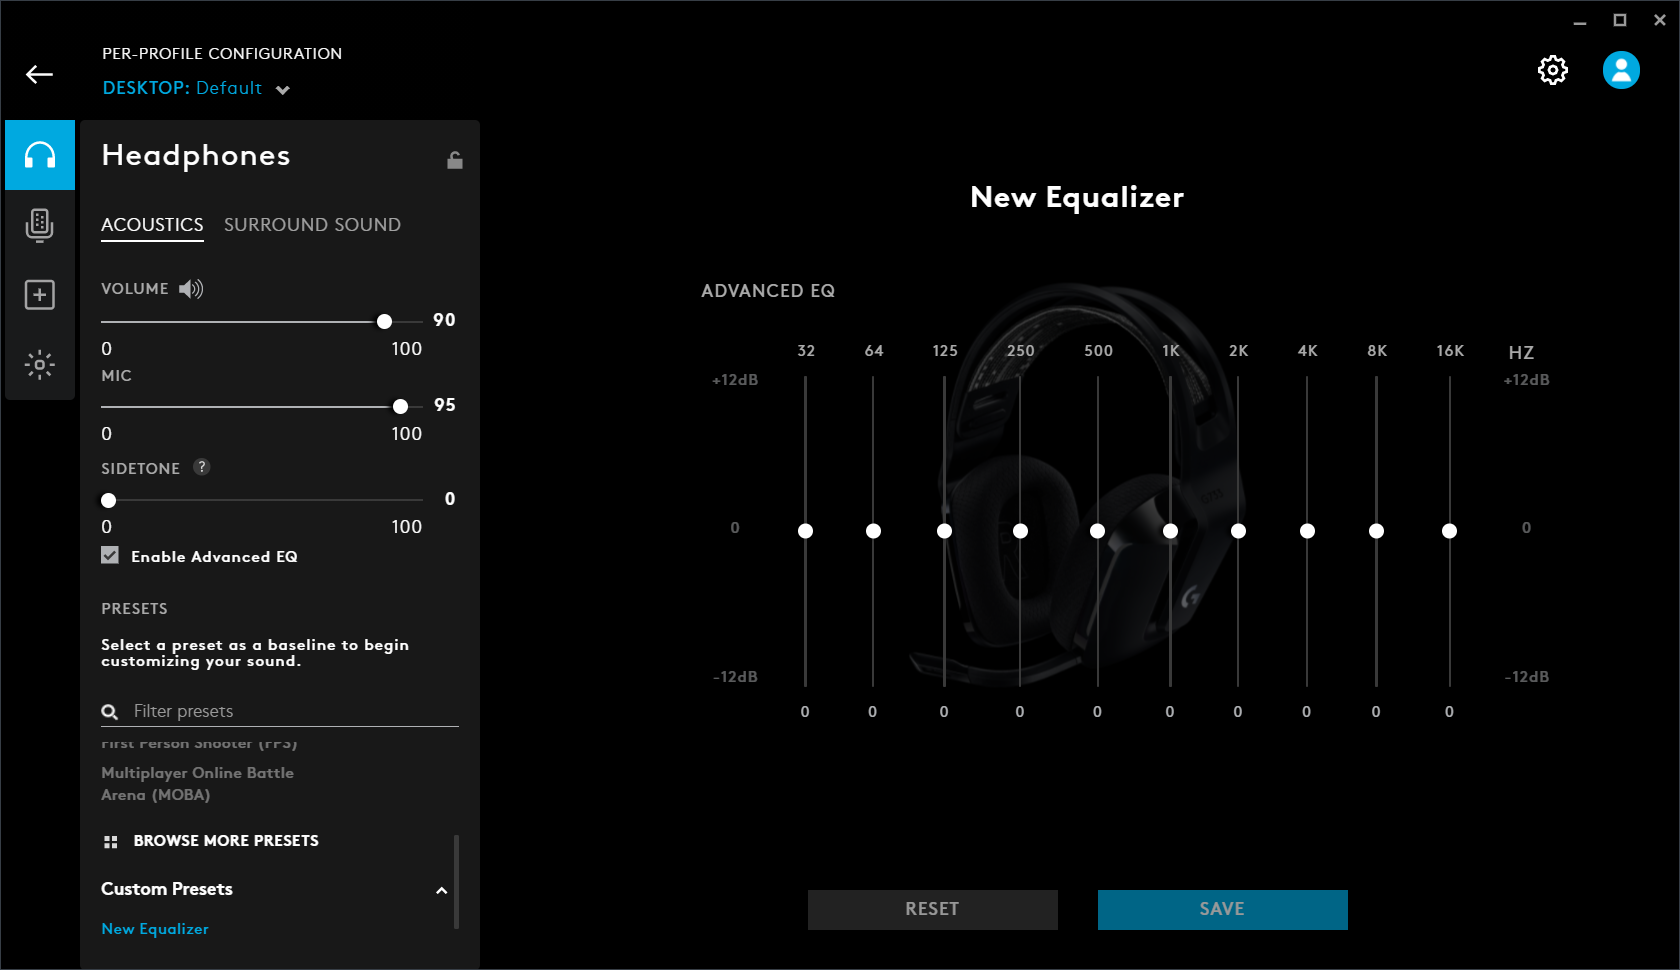 PER-PROFILE CONFIGURATION
DESKTOP: Default
Headphones
ACOUSTICS SURROUND SOUND
VOLUME
90
0 100
MIC
95
0 100
SIDETONE ?
0
0 100
Enable Advanced EQ
PRESETS
Select a preset as a baseline to begin
customizing your sound.
Filter presets
First Person Shooter (FPS)
Multiplayer Online Battle
Arena (MOBA)
BROWSE MORE PRESETS
Custom Presets
New Equalizer
New Equalizer
ADVANCED EQ
32 64 125 250 500 1K 2K 4K 8K 16K HZ
+12dB +12dB
0 0
-12dB -12dB
0 0 0 0 0 0 0 0 0 0
RESET SAVE